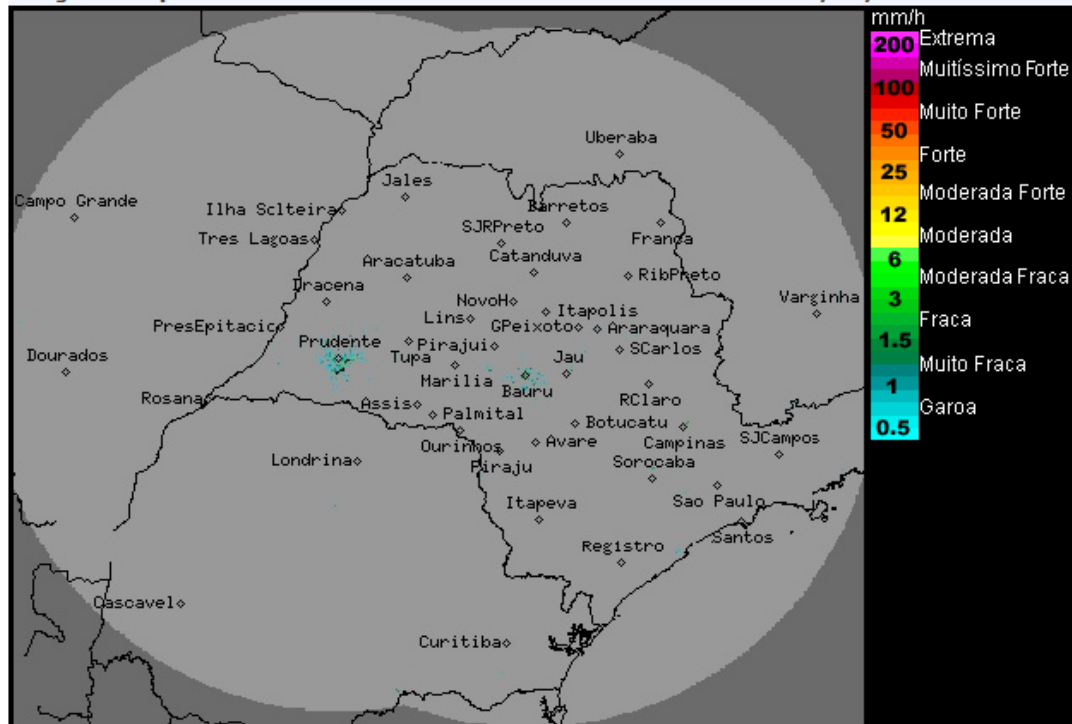 mm/h
200 Extrema
Muitíssimo Forte
100
Muito Forte
50
Forte
25
Moderada Forte
12
Moderada
6
Moderada Fraca
3
Fraca
1.5
Muito Fraca
1
Garoa
0.5
Uberaba
Jales
Campo Grande
Ilha Sclteira
Barretos
Tres Lagoas
SJRPreto
Franca
Aracatuba
Catanduva
RibPreto
Dracena
NovoH
Itapolis
Varginha
PresEpitacic
Lins
GPeixoto
Araraquara
Prudente
Pirajui
SCarlos
Dourados
Tupa
Jau
Marilia
Bauru
Rosana
Assis
RClaro
Palmital
Botucatu
Ourinhos
Avare
Campinas
SJCampos
Londrina
Piraju
Sorocaba
Itapeva
Sao Paulo
Santos
Registro
Cascavel
Curitiba